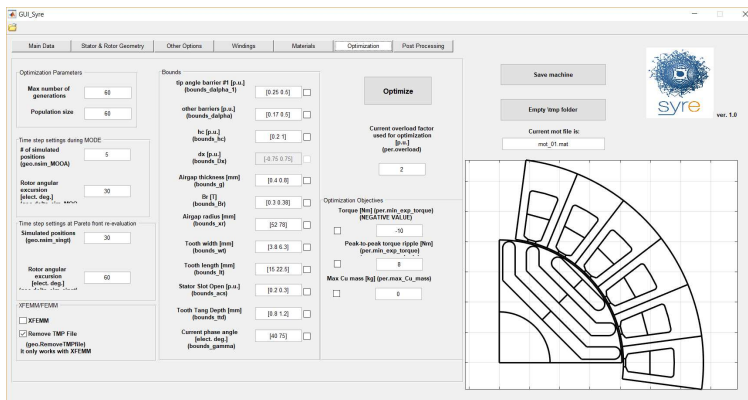 GUI_Syre
Main Data
Stator & Rotor Geometry
Other Options
Windings
Materials
Optimization
Post Processing
Optimization Parameters
Max number of
generations
60
Population size
60
Time step settings during MODE
# of simulated
positions
(geo.nsim_MOOA)
5
Rotor angular
excursion
[elect. deg.]
30
Time step settings at Pareto front re-evaluation
Simulated positions
(geo.nsim_singt)
30
Rotor angular
excursion
[elect. deg.]
60
XFEMM/FEMM
XFEMM
Remove TMP File
(geo.RemoveTMPfile)
It only works with XFEMM
Bounds
tip angle barrier #1 [p.u.]
(bounds_dalpha_1)
[0.25 0.5]
other barriers [p.u.]
(bounds_dalpha)
[0.17 0.5]
hc [p.u.]
(bounds_hc)
[0.2 1]
dx [p.u.]
(bounds_Dx)
[-0.75 0.75]
Airgap thickness [mm]
(bounds_g)
[0.4 0.8]
Br [T]
(bounds_Br)
[0.3 0.38]
Airgap radius [mm]
(bounds_xr)
[52 78]
Tooth width [mm]
(bounds_wt)
[3.8 6.3]
Tooth length [mm]
(bounds_lt)
[15 22.5]
Stator Slot Open [p.u.]
(bounds_acs)
[0.2 0.3]
Tooth Tang Depth [mm]
(bounds_ttd)
[0.8 1.2]
Current phase angle
[elect. deg.]
(bounds_gamma)
[40 75]
Optimize
Current overload factor
used for optimization
[p.u.]
(per.overload)
2
Optimization Objectives
Torque [Nm] (per.min_exp_torque)
(NEGATIVE VALUE)
-10
Peak-to-peak torque ripple [Nm]
(per.min_exp_torque)
8
Max Cu mass [kg] (per.max_Cu_mass)
0
Save machine
Empty \tmp folder
Current mot file is:
mot_01.mat
syre
ver. 1.0